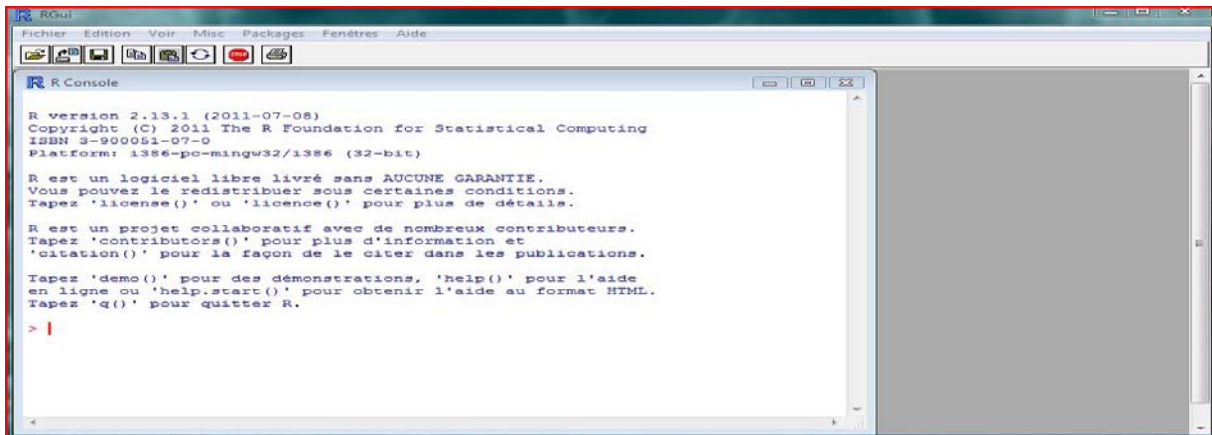 RGui
Fichier Edition Voir Misc Packages Fenêtres Aide
STOP
R Console
R version 2.13.1 (2011-07-08)
Copyright (C) 2011 The R Foundation for Statistical Computing
ISBN 3-900051-07-0
Platform: i386-pc-mingw32/i386 (32-bit)
R est un logiciel libre livré sans AUCUNE GARANTIE.
Vous pouvez le redistribuer sous certaines conditions.
Tapez 'license()' ou 'licence()' pour plus de détails.
R est un projet collaboratif avec de nombreux contributeurs.
Tapez 'contributors()' pour plus d'information et
'citation()' pour la façon de le citer dans les publications.
Tapez 'demo()' pour des démonstrations, 'help()' pour l'aide
en ligne ou 'help.start()' pour obtenir l'aide au format HTML.
Tapez 'q()' pour quitter R.
>